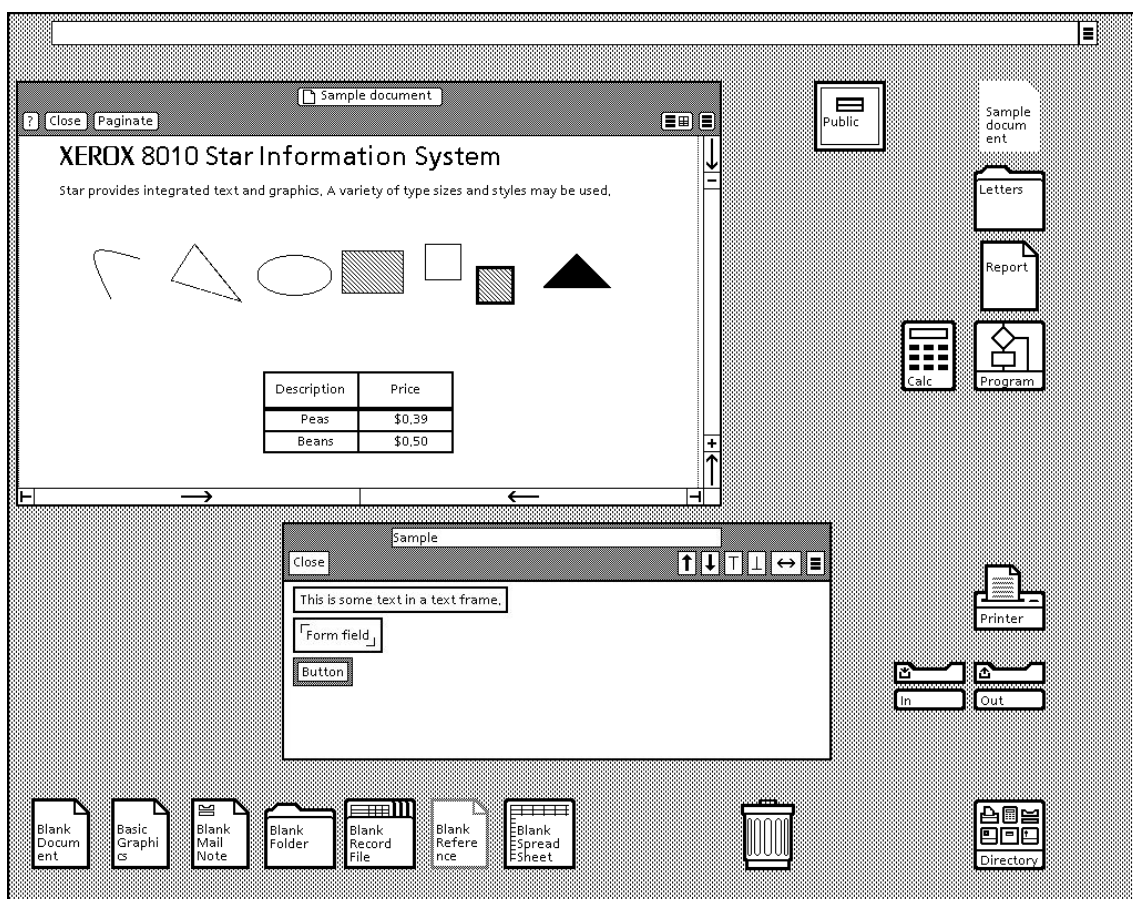 Sample document
? Close Paginate
XEROX 8010 Star Information System
Star provides integrated text and graphics. A variety of type sizes and styles may be used.
Description Price
Peas $0.39
Beans $0.50
Public
Sample
docum
ent
Letters
Report
Calc
Program
Sample
Close
This is some text in a text frame.
Form field
Button
Printer
In
Out
Blank
Docum
ent
Basic
Graphi
cs
Blank
Mail
Note
Blank
Folder
Blank
Record
File
Blank
Refere
nce
Blank
Spread
Sheet
Directory